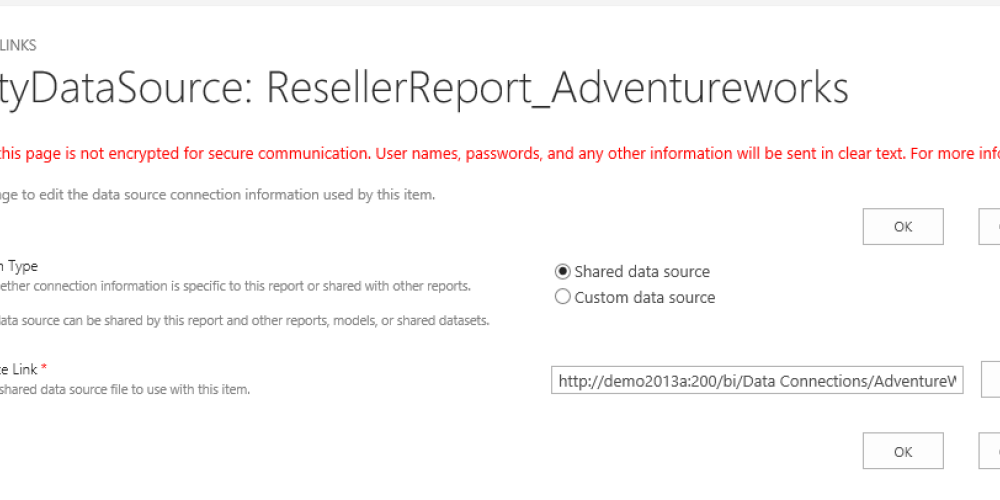 LINKS
tyDataSource: ResellerReport_Adventureworks
this page is not encrypted for secure communication. User names, passwords, and any other information will be sent in clear text. For more info
ge to edit the data source connection information used by this item.
OK
n Type
Shared data source
ether connection information is specific to this report or shared with other reports.
Custom data source
data source can be shared by this report and other reports, models, or shared datasets.
ce Link *
shared data source file to use with this item.
http://demo2013a:200/bi/Data Connections/AdventureW
OK